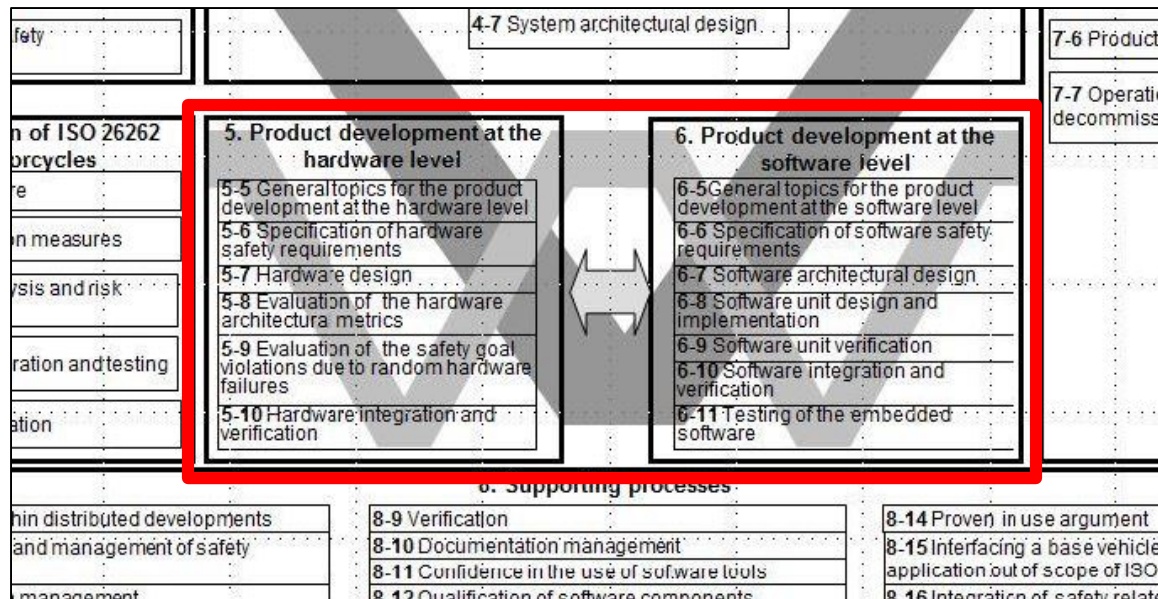 4-7 System architectural design
7-6 Product
7-7 Operati
decommiss
n of ISO 26262
orcycles
re
on measures
ysis and risk
ration and testing
ation
5. Product development at the
hardware level
5-5 General topics for the product
development at the hardware level
5-6 Specification of hardware
safety requirements
5-7 Hardware design
5-8 Evaluation of the hardware
architectural metrics
5-9 Evaluation of the safety goal
violations due to random hardware
failures
5-10 Hardware integration and
verification
6. Product development at the
software level
6-5 General topics for the product
development at the software level
6-6 Specification of software safety
requirements
6-7 Software architectural design
6-8 Software unit design and
implementation
6-9 Software unit verification
6-10 Software integration and
verification
6-11 Testing of the embedded
software
8. Supporting processes
hin distributed developments
and management of safety
management
8-9 Verification
8-10 Documentation management
8-11 Confidence in the use of software tools
8-12 Qualification of software components
8-14 Proven in use argument
8-15 Interfacing a base vehicle
application out of scope of ISO
8-16 Integration of safety relate